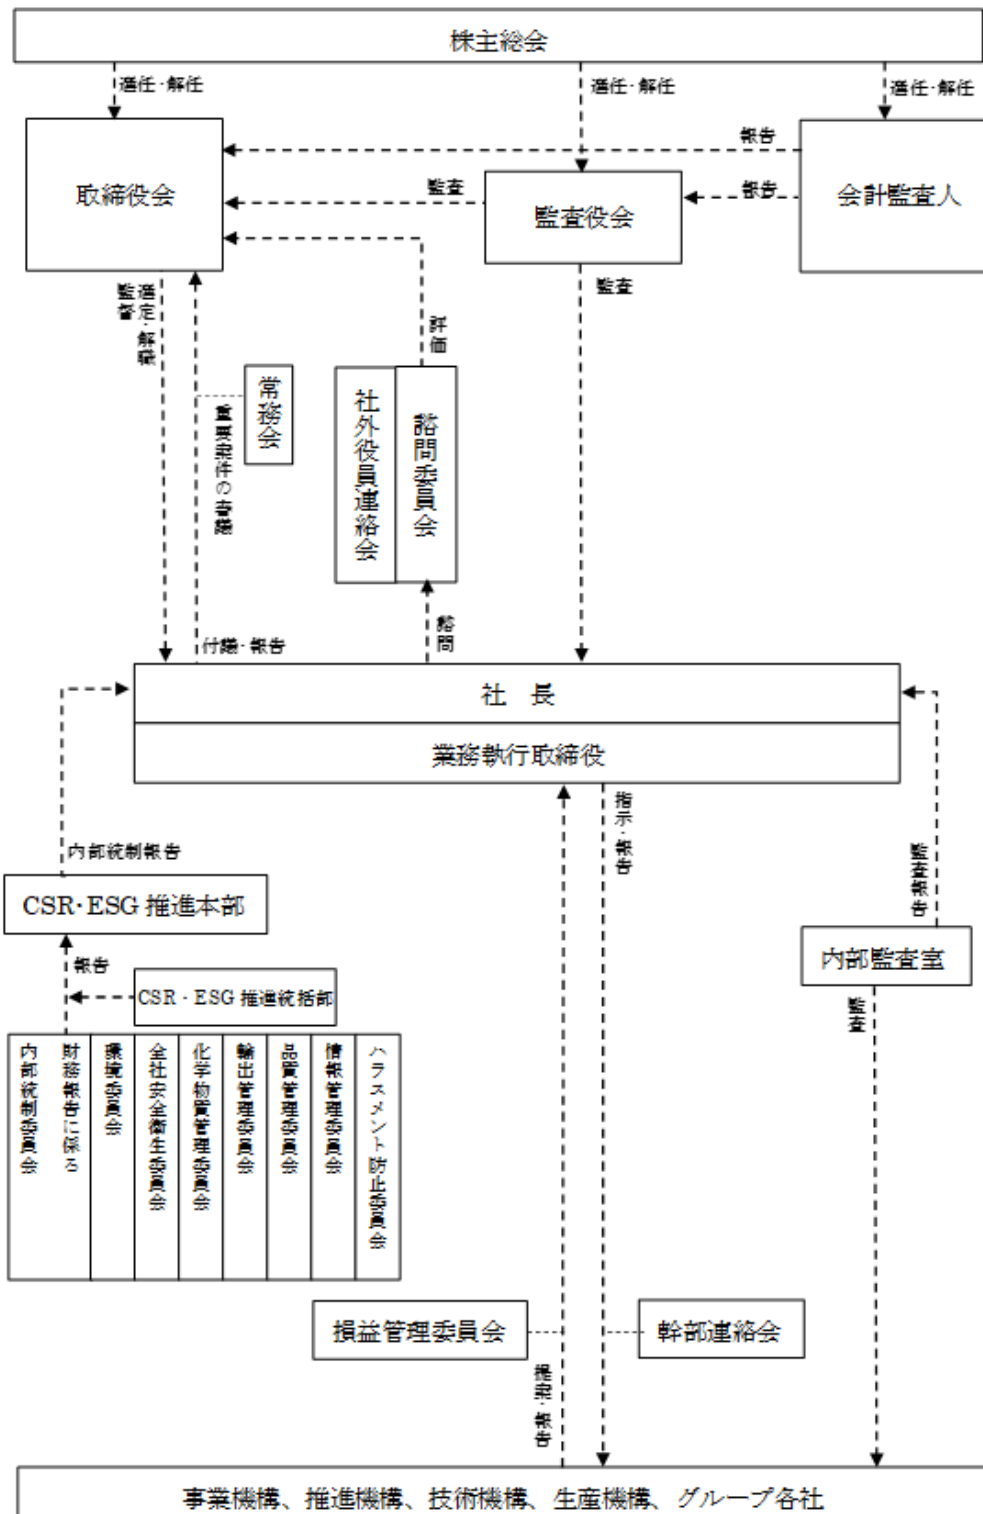 株主総会
選任・解任
選任・解任
選任・解任
取締役会
報告
監査
監査役会
報告
会計監査人
選定・解職
監督
監査
評価
常務会
重要案件の審議
社外役員連絡会
諮問委員会
付議・報告
諮問
社 長
業務執行取締役
内部統制報告
指示・報告
監査報告
CSR・ESG 推進本部
報告
CSR・ESG 推進統括部
内部監査室
監査
財務報告に係る
内部統制委員会
環境委員会
全社安全衛生委員会
化学物質管理委員会
輸出管理委員会
品質管理委員会
情報管理委員会
ハラスメント防止委員会
損益管理委員会
幹部連絡会
提案・報告
事業機構、推進機構、技術機構、生産機構、グループ各社